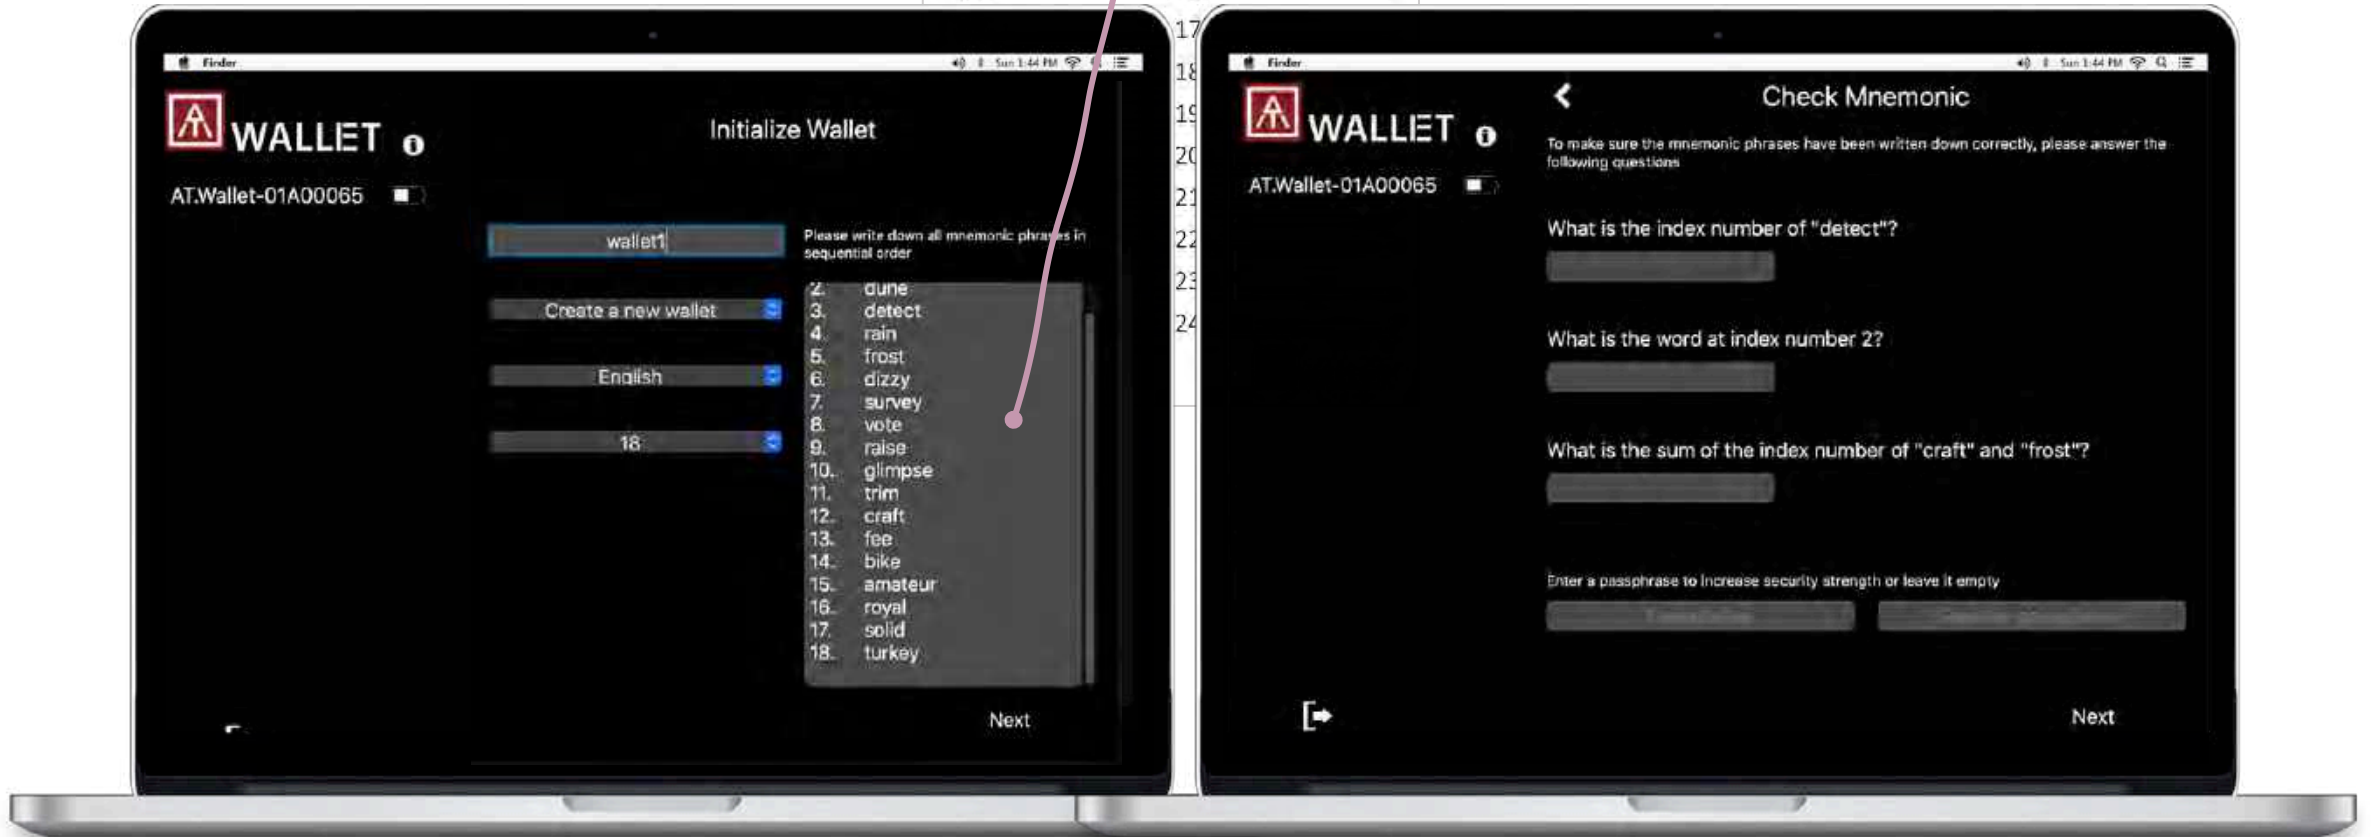 Finder
Sun 1:44 PM
WALLET
AT.Wallet-01A00065
Initialize Wallet
wallet1
Create a new wallet
English
18
Please write down all mnemonic phrases in
sequential order
2. dune
3. detect
4. rain
5. frost
6. dizzy
7. survey
8. vote
9. raise
10. glimpse
11. trim
12. craft
13. fee
14. bike
15. amateur
16. royal
17. solid
18. turkey
Next
17
18
19
20
21
22
23
24
Finder
Sun 1:44 PM
WALLET
AT.Wallet-01A00065
Check Mnemonic
To make sure the mnemonic phrases have been written down correctly, please answer the
following questions
What is the index number of "detect"?
What is the word at index number 2?
What is the sum of the index number of "craft" and "frost"?
Enter a passphrase to increase security strength or leave it empty
Next